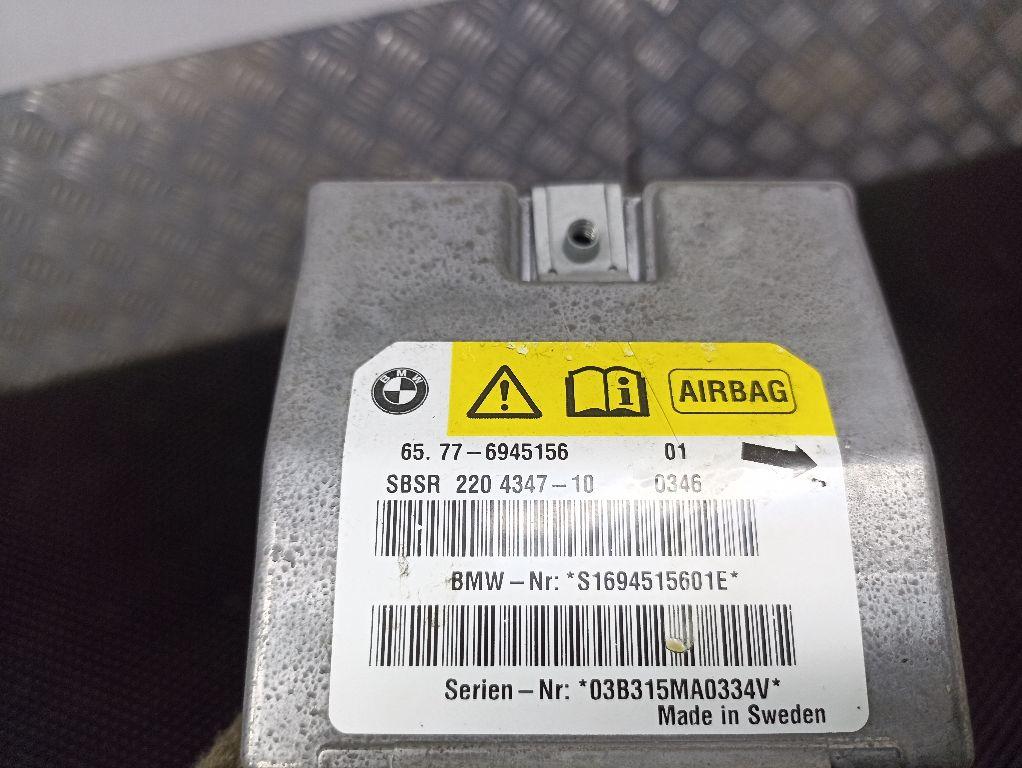 BMW
AIRBAG
65. 77-6945156 01
SBSR 220 4347-10 0346
BMW-Nr: *S1694515601E*
Serien-Nr: *03B315MA0334V*
Made in Sweden